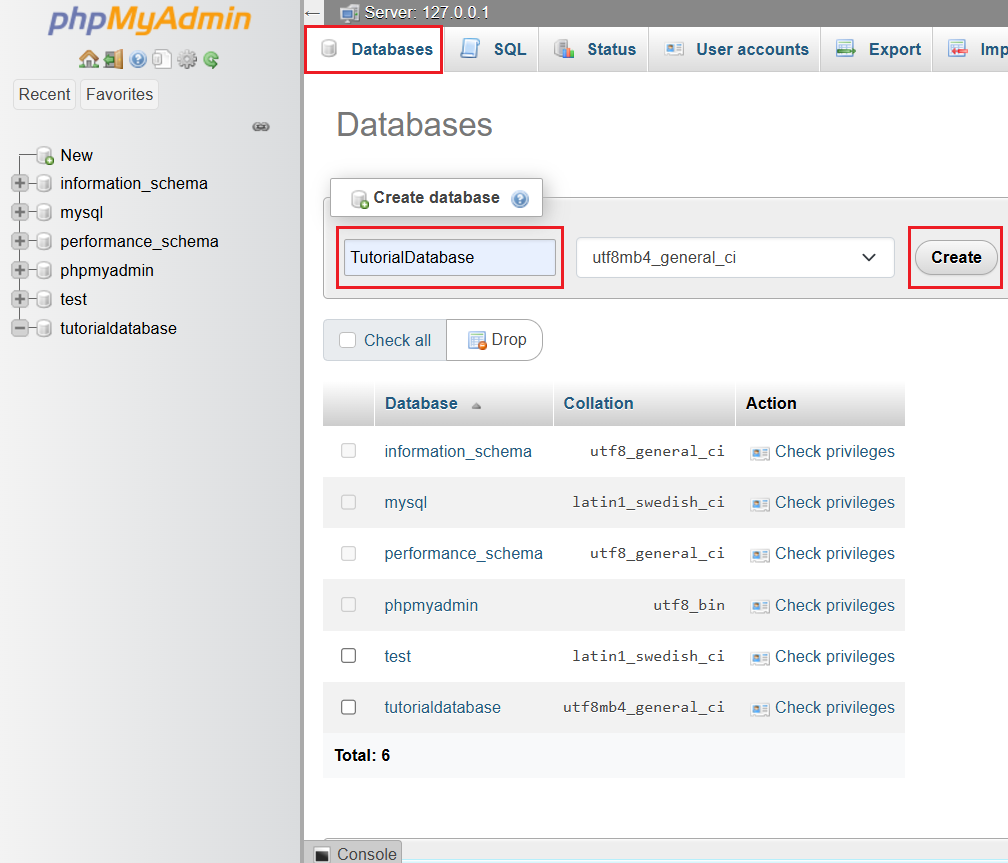 phpMyAdmin
Recent Favorites
New
information_schema
mysql
performance_schema
phpmyadmin
test
tutorialdatabase
Server: 127.0.0.1
Databases SQL Status User accounts Export Imp
Databases
Create database
TutorialDatabase utf8mb4_general_ci Create
Check all Drop
Database Collation Action
information_schema utf8_general_ci Check privileges
mysql latin1_swedish_ci Check privileges
performance_schema utf8_general_ci Check privileges
phpmyadmin utf8_bin Check privileges
test latin1_swedish_ci Check privileges
tutorialdatabase utf8mb4_general_ci Check privileges
Total: 6
Console